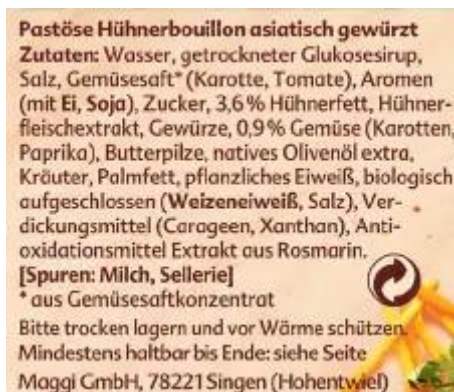 Pastöse Hühnerbouillon asiatisch gewürzt
Zutaten: Wasser, getrockneter Glukosesirup,
Salz, Gemüsesaft* (Karotte, Tomate), Aromen
(mit Ei, Soja), Zucker, 3,6% Hühnerfett, Hühner-
fleischextrakt, Gewürze, 0,9% Gemüse (Karotten,
Paprika), Butterpilze, natives Olivenöl extra,
Kräuter, Palmfett, pflanzliches Eiweiß, biologisch
aufgeschlossen (Weizeneiweiß, Salz), Ver-
dickungsmittel (Carageen, Xanthan), Anti-
oxidationsmittel Extrakt aus Rosmarin.
[Spuren: Milch, Sellerie]
* aus Gemüsesaftkonzentrat
Bitte trocken lagern und vor Wärme schützen.
Mindestens haltbar bis Ende: siehe Seite
Maggi GmbH, 78221 Singen (Hohentwiel)